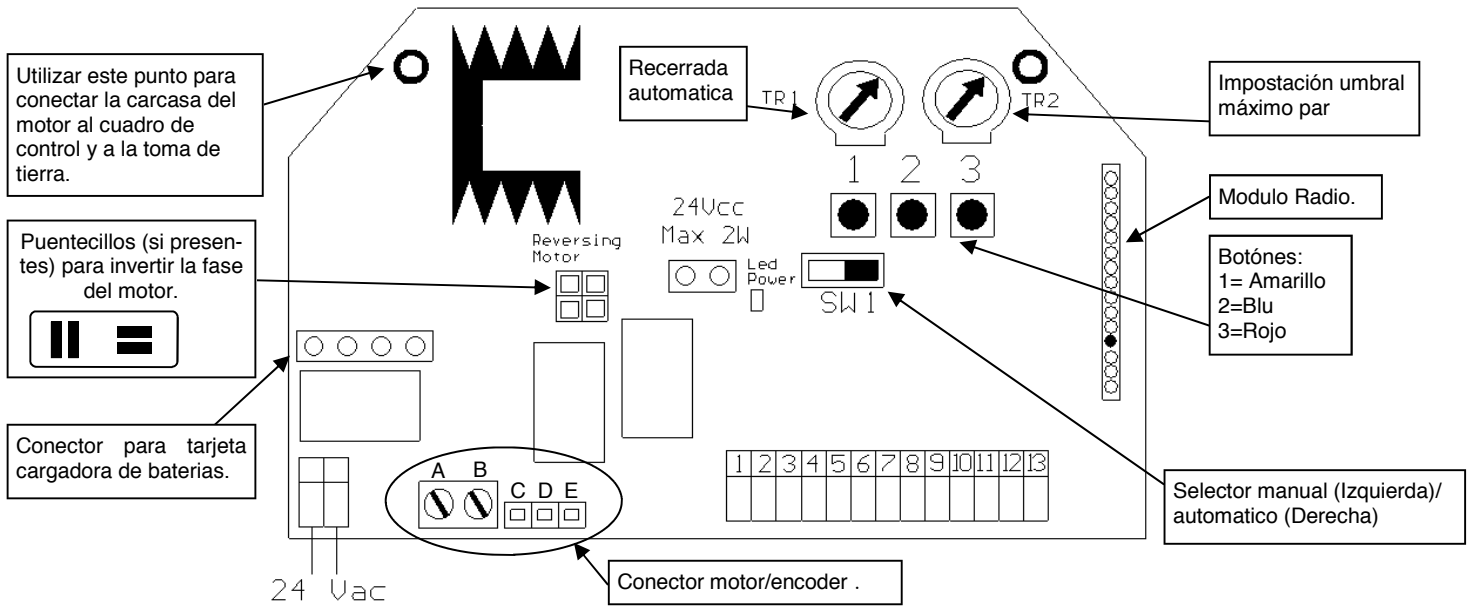 Utilizar este punto para
conectar la carcasa del
motor al cuadro de
control y a la toma de
tierra.
Puentecillos (si presen-
tes) para invertir la fase
del motor.
Conector para tarjeta
cargadora de baterias.
Recerrada
automatica
TR1
TR2
Impostación umbral
máximo par
1 2 3
Modulo Radio.
Botónes:
1= Amarillo
2=Blu
3=Rojo
24Vcc
Max 2W
Reversing
Motor
Led
Power
SW1
A B
C D E
1 2 3 4 5 6 7 8 9 10 11 12 13
Selector manual (Izquierda)/
automatico (Derecha)
Conector motor/encoder .
24 Vac